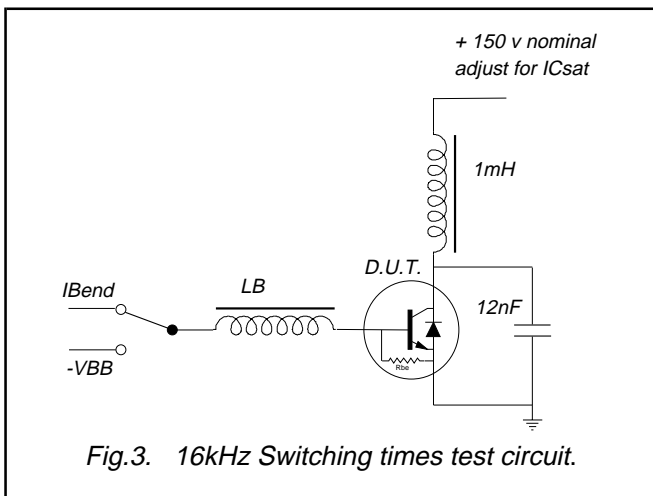 + 150 v nominal
adjust for ICsat
1mH
D.U.T.
LB
IBend
12nF
-VBB
Rbe
Fig.3. 16kHz Switching times test circuit.